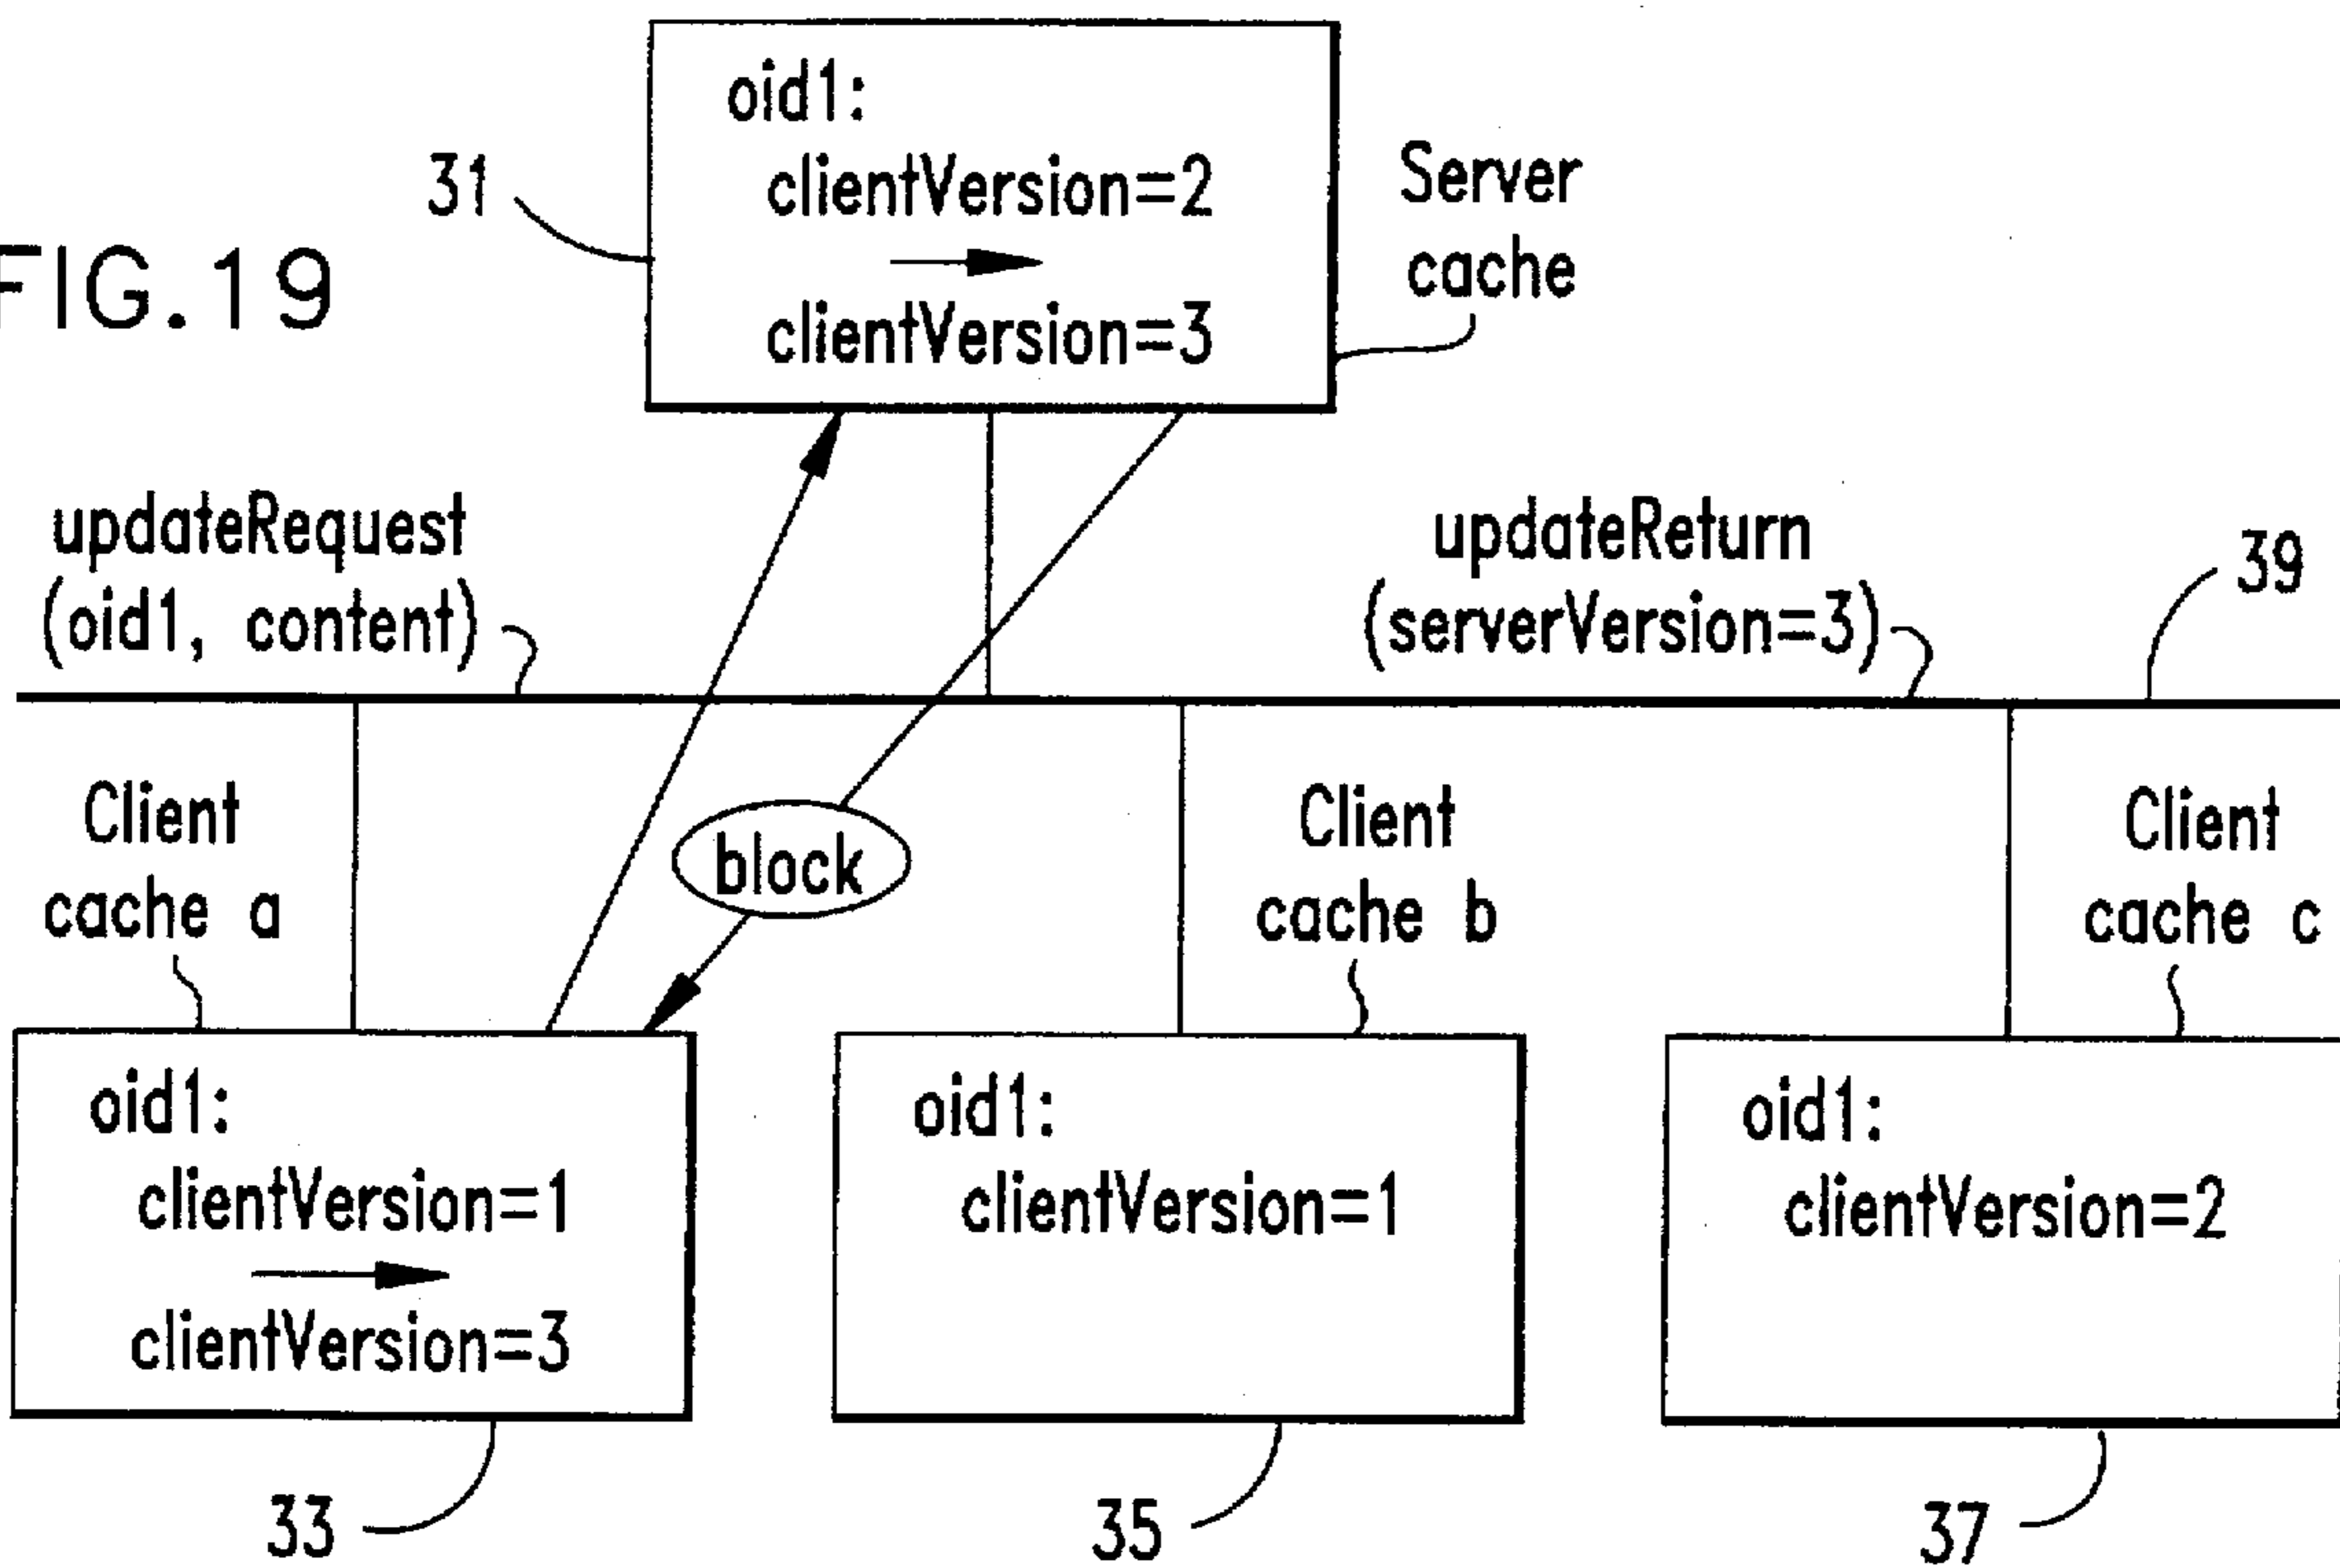 FIG.19
31
oid1:
clientVersion=2
clientVersion=3
Server
cache
updateRequest
(oid1, content)
updateReturn
(serverVersion=3)
39
Client
cache a
block
Client
cache b
Client
cache c
oid1:
clientVersion=1
clientVersion=3
oid1:
clientVersion=1
oid1:
clientVersion=2
33
35
37